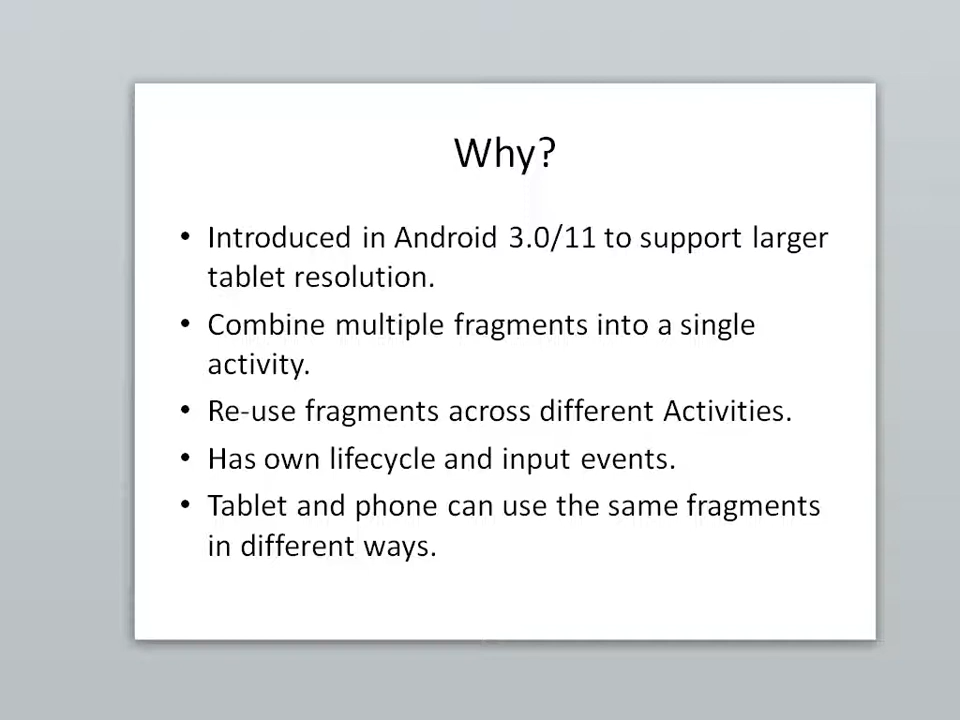 Why?
• Introduced in Android 3.0/11 to support larger
tablet resolution.
• Combine multiple fragments into a single
activity.
• Re-use fragments across different Activities.
• Has own lifecycle and input events.
• Tablet and phone can use the same fragments
in different ways.